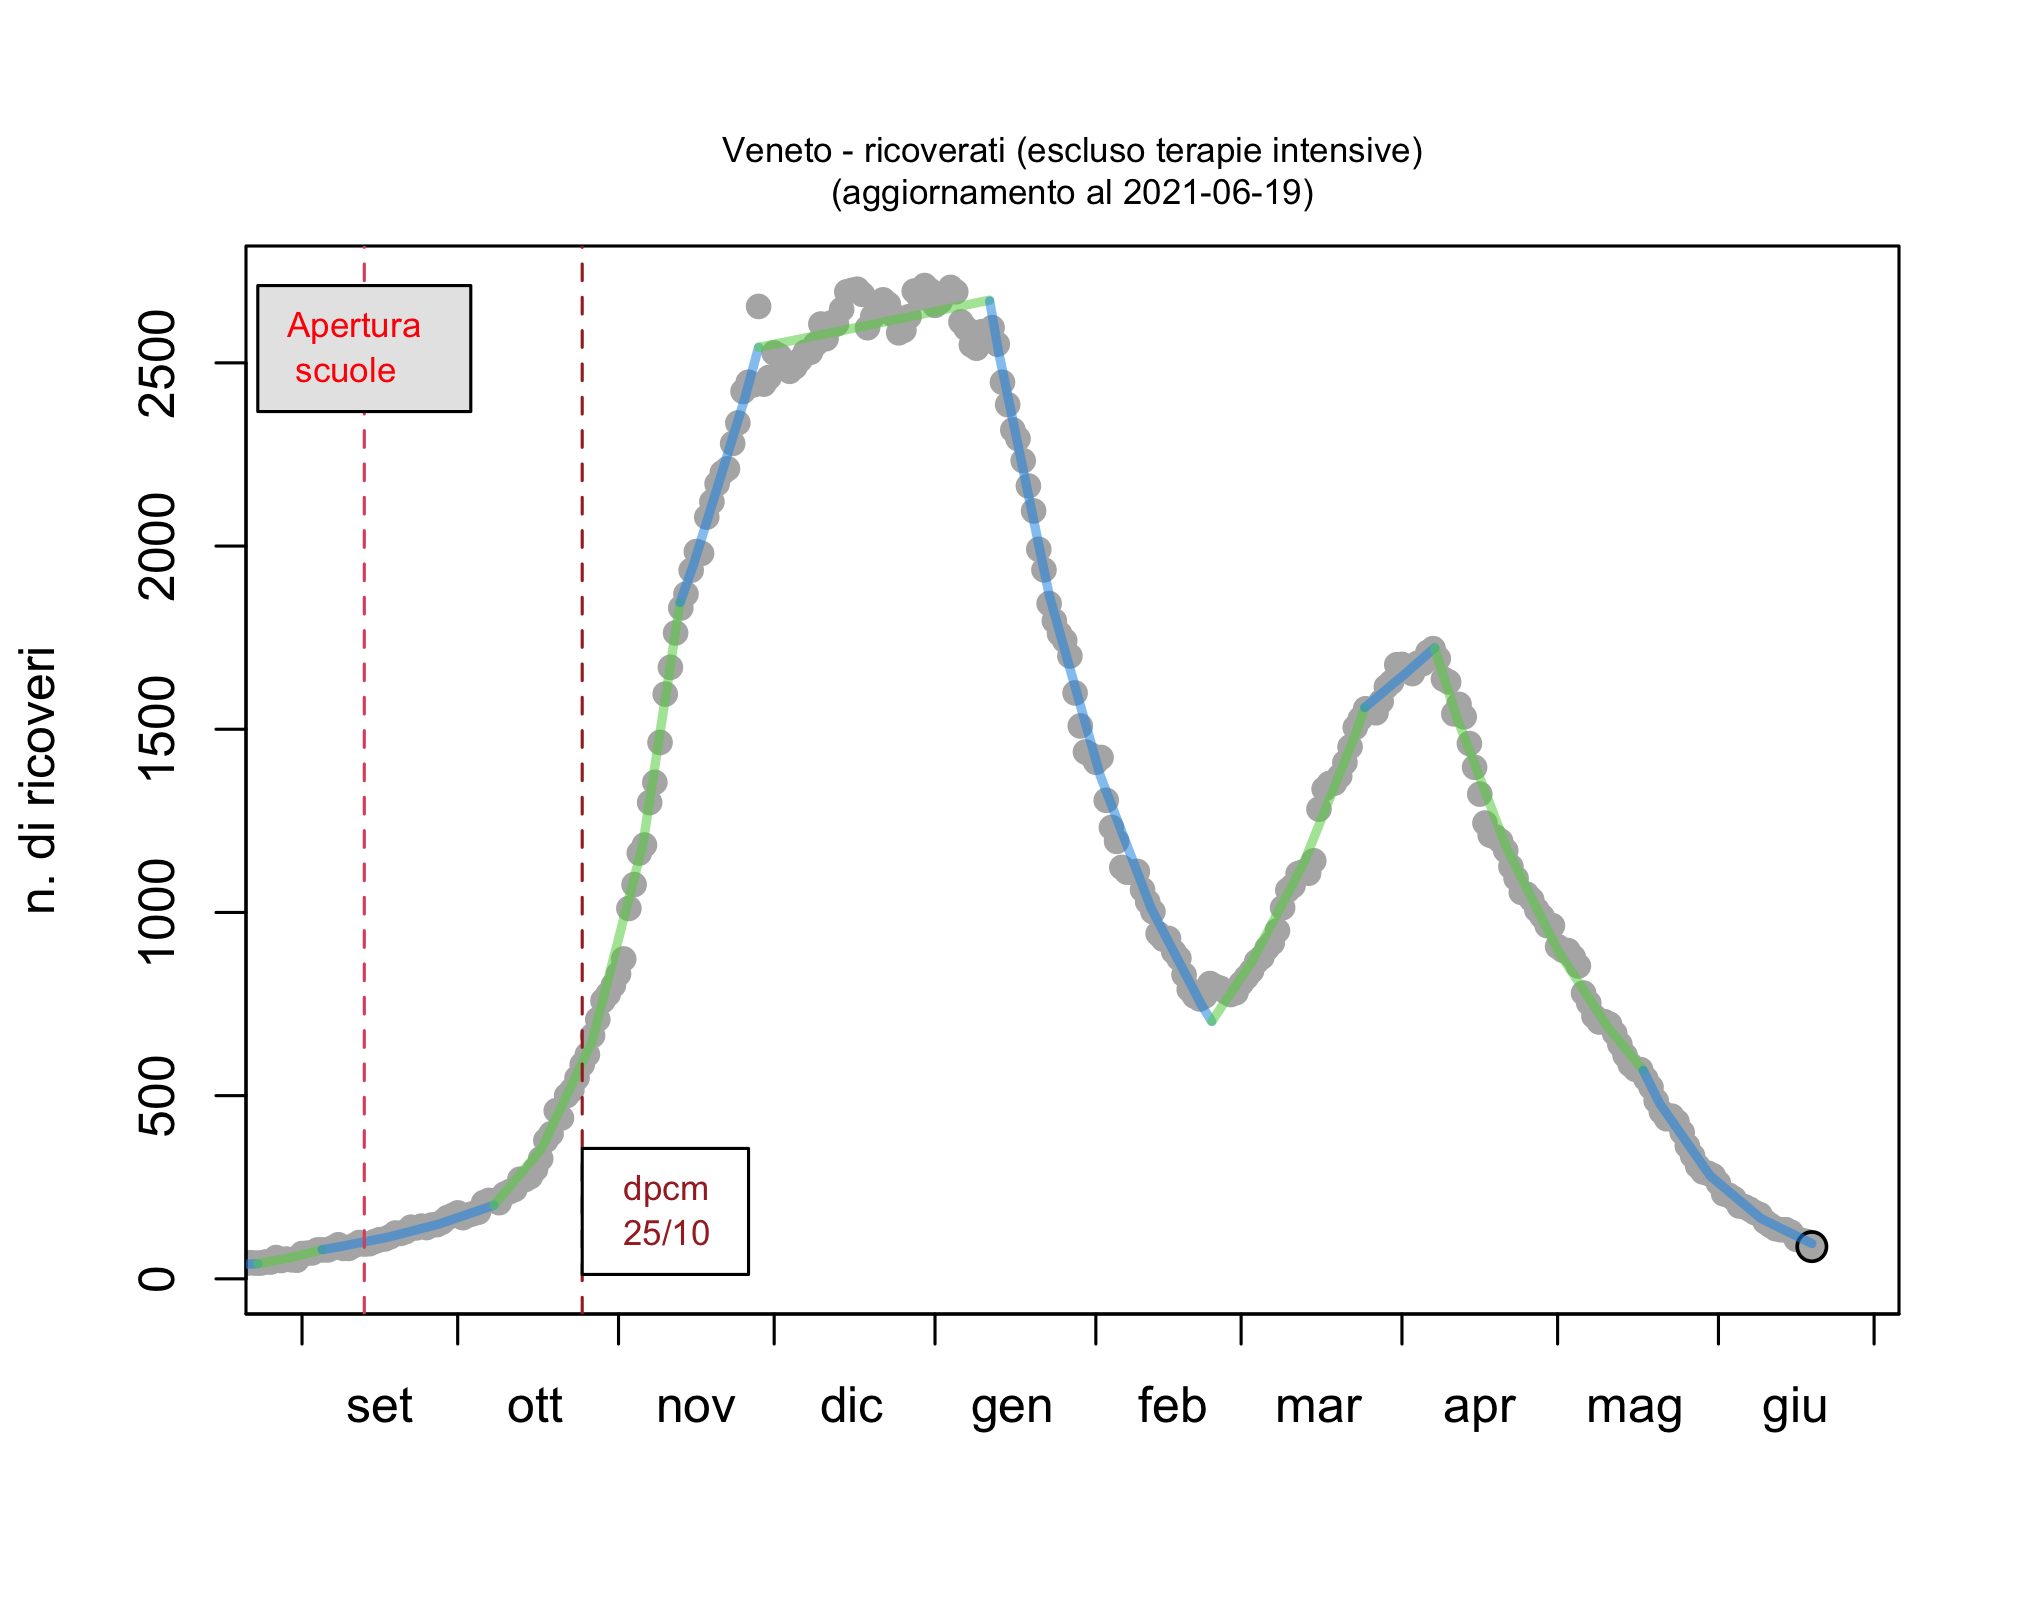 Veneto - ricoverati (escluso terapie intensive)
(aggiornamento al 2021-06-19)
n. di ricoveri
2500
2000
1500
1000
500
0
Apertura
scuole
dpcm
25/10
set ott nov dic gen feb mar apr mag giu